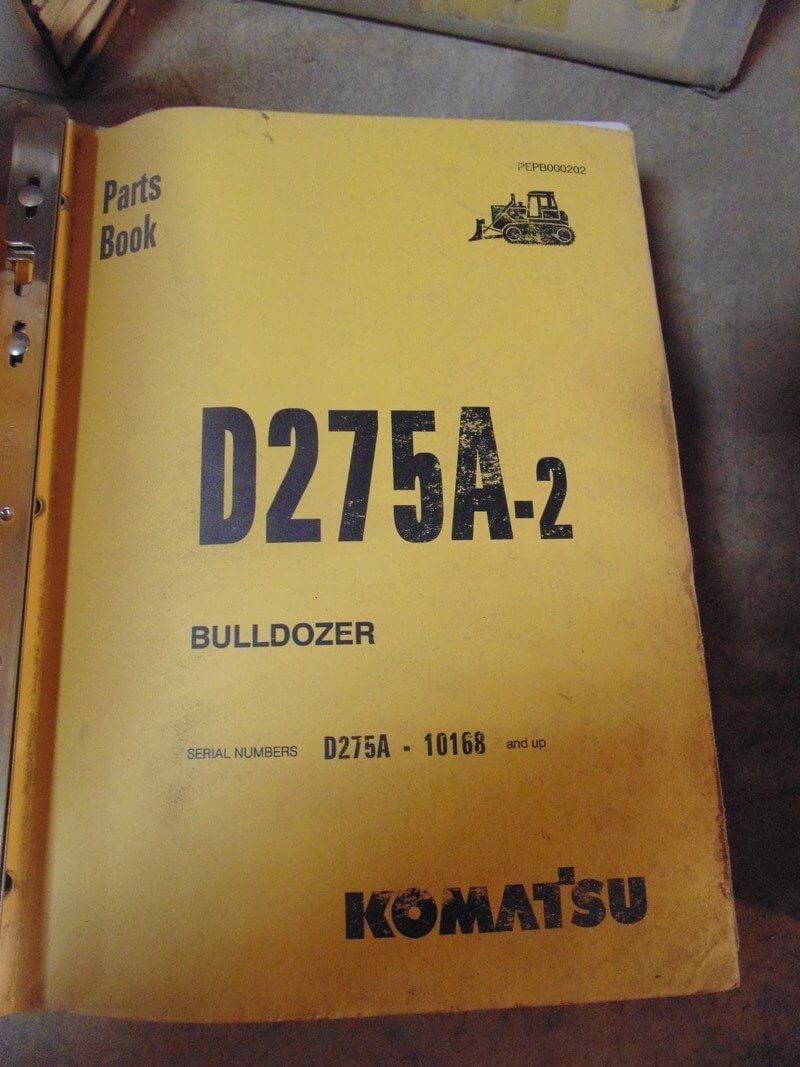 PEPB000202
Parts
Book
D275A-2
BULLDOZER
SERIAL NUMBERS D275A - 10168 and up
KOMATSU